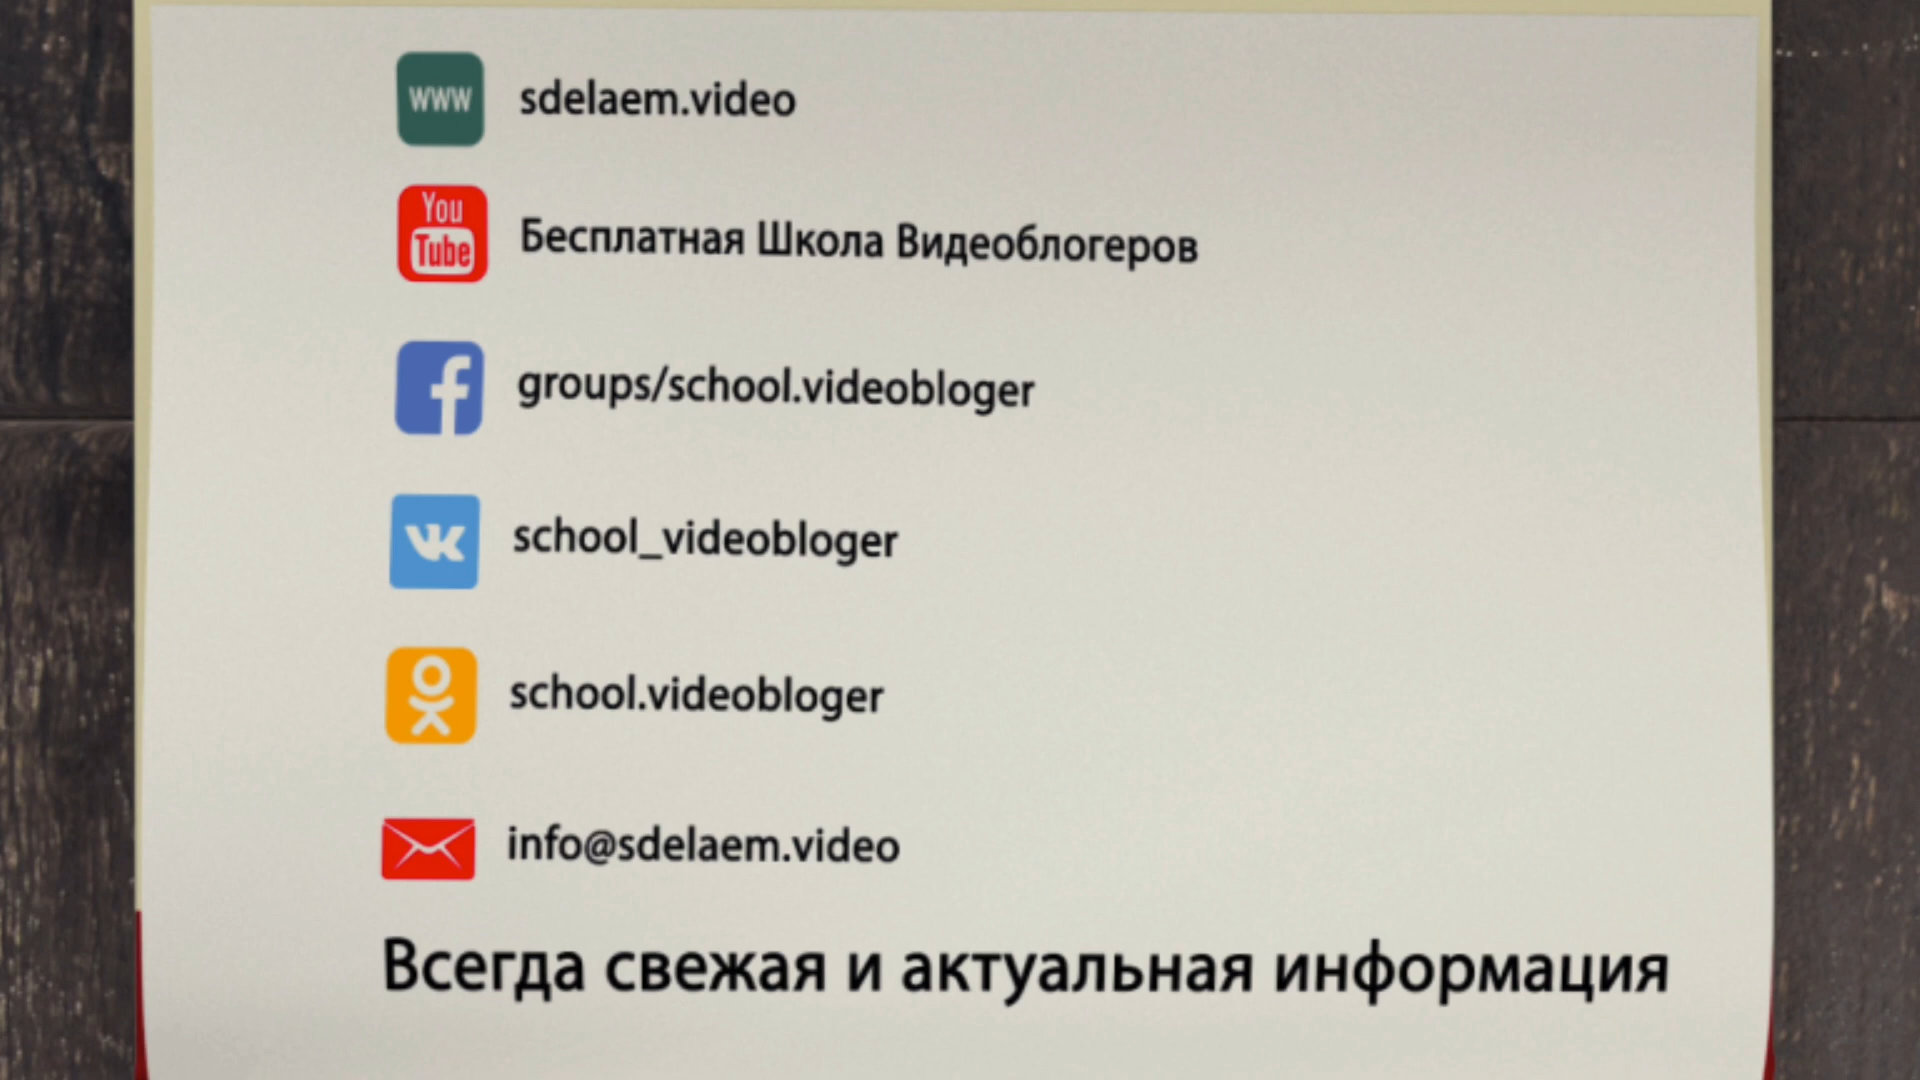 www sdelaem.video
You Tube Бесплатная Школа Видеоблогеров
f groups/school.videobloger
vk school_videobloger
school.videobloger
info@sdelaem.video
Всегда свежая и актуальная информация